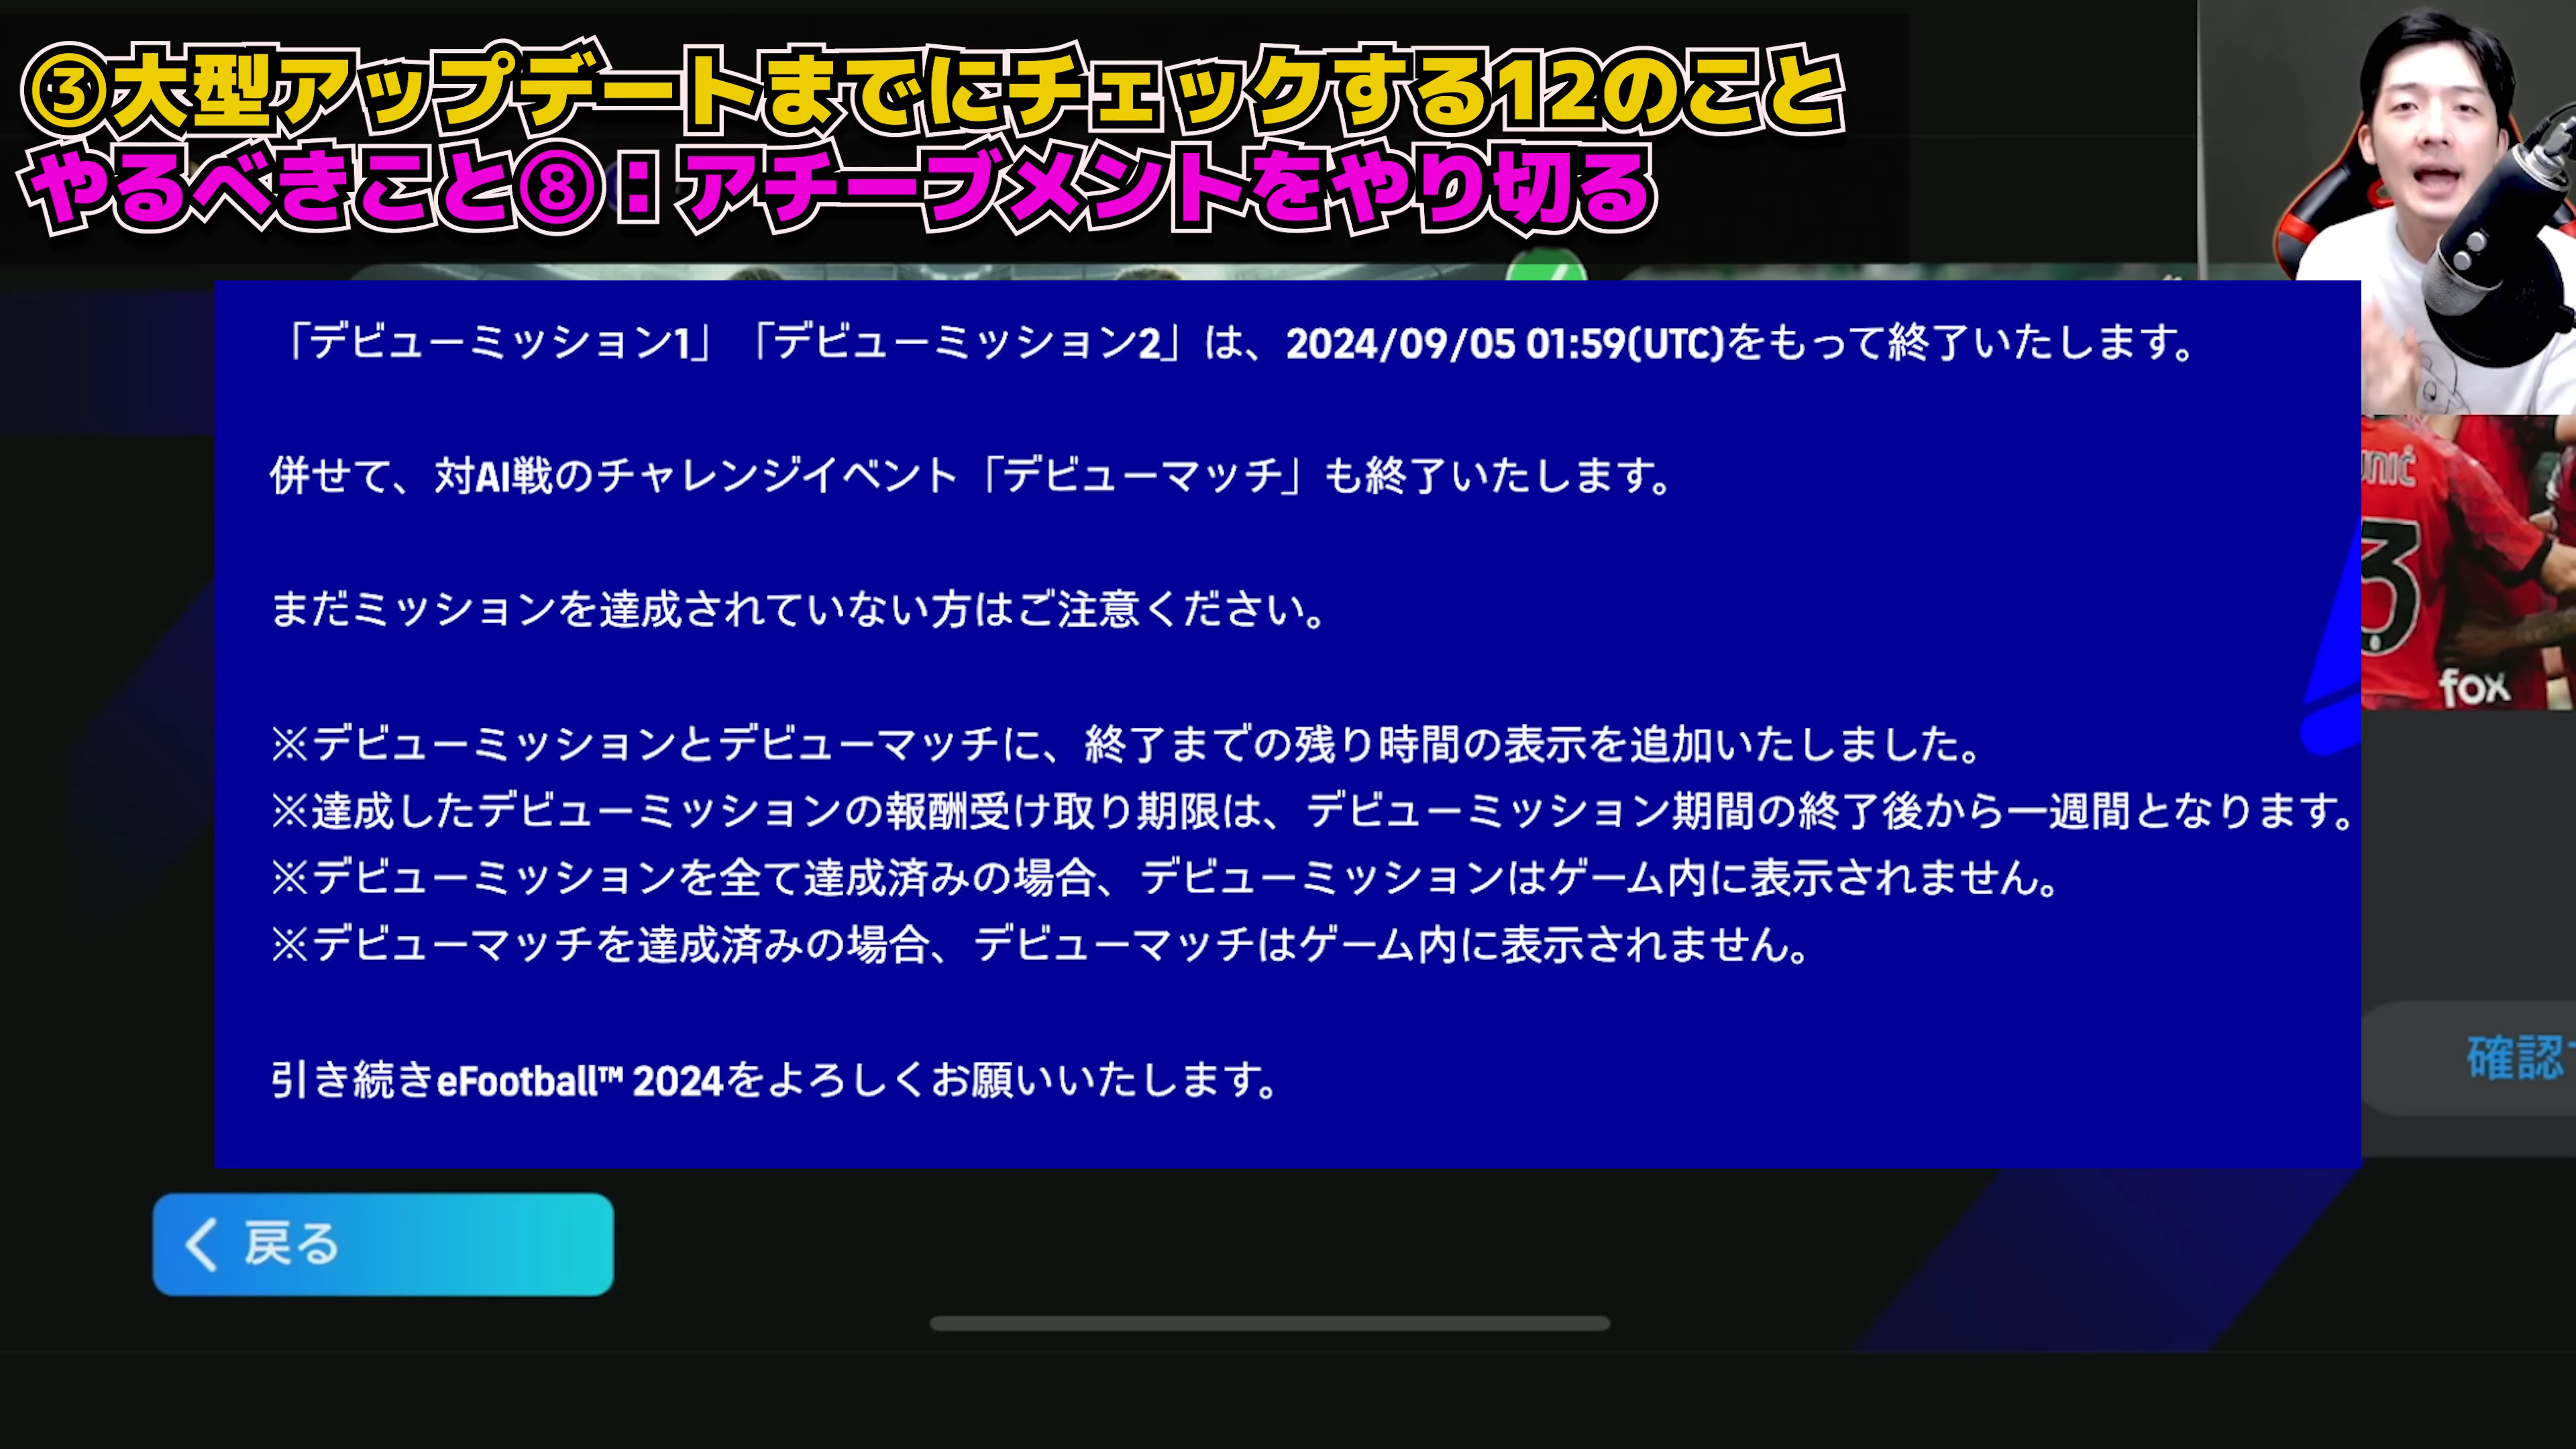 ③大型アップデートまでにチェックする12のこと
やるべきこと⑧：アチーブメントをやり切る
「デビューミッション1」「デビューミッション2」は、2024/09/05 01:59(UTC)をもって終了いたします。
併せて、対AI戦のチャレンジイベント「デビューマッチ」も終了いたします。
まだミッションを達成されていない方はご注意ください。
※デビューミッションとデビューマッチに、終了までの残り時間の表示を追加いたしました。
※達成したデビューミッションの報酬受け取り期限は、デビューミッション期間の終了後から一週間となります。
※デビューミッションを全て達成済みの場合、デビューミッションはゲーム内に表示されません。
※デビューマッチを達成済みの場合、デビューマッチはゲーム内に表示されません。
引き続きeFootball™ 2024をよろしくお願いいたします。
fox
確認
戻る